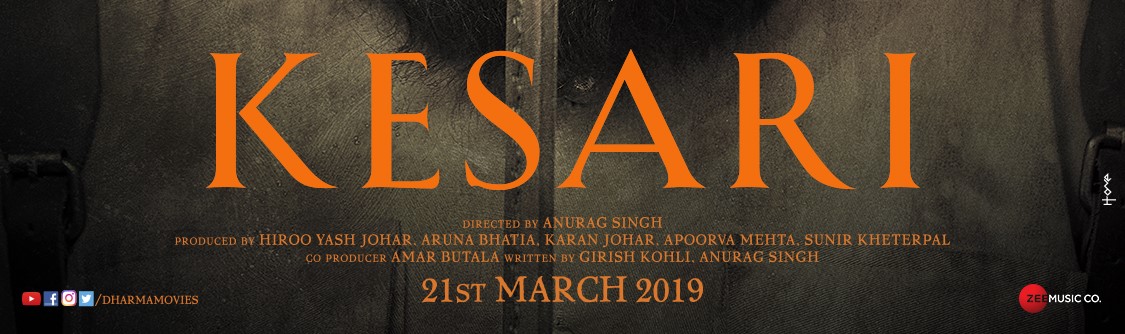 KESARI
DIRECTED BY ANURAG SINGH
PRODUCED BY HIROO YASH JOHAR, ARUNA BHATIA, KARAN JOHAR, APOORVA MEHTA, SUNIR KHETERPAL
CO PRODUCER AMAR BUTALA WRITTEN BY GIRISH KOHLI, ANURAG SINGH
21ST MARCH 2019
/DHARMAMOVIES
ZEE MUSIC CO.